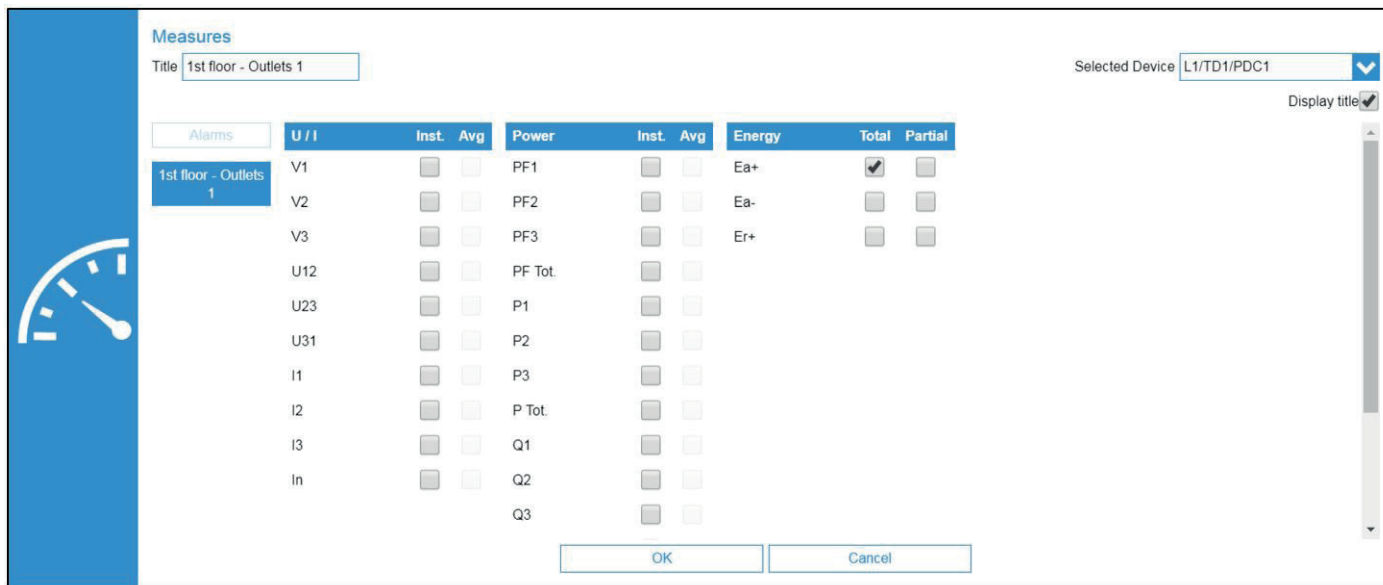 Measures
Title 1st floor - Outlets 1
Selected Device L1/TD1/PDC1
Display title
Alarms U / I Inst. Avg Power Inst. Avg Energy Total Partial
1st floor - Outlets
1
V1 PF1 Ea+
V2 PF2 Ea-
V3 PF3 Er+
U12 PF Tot.
U23 P1
U31 P2
I1 P3
I2 P Tot.
I3 Q1
In Q2
Q3
OK Cancel